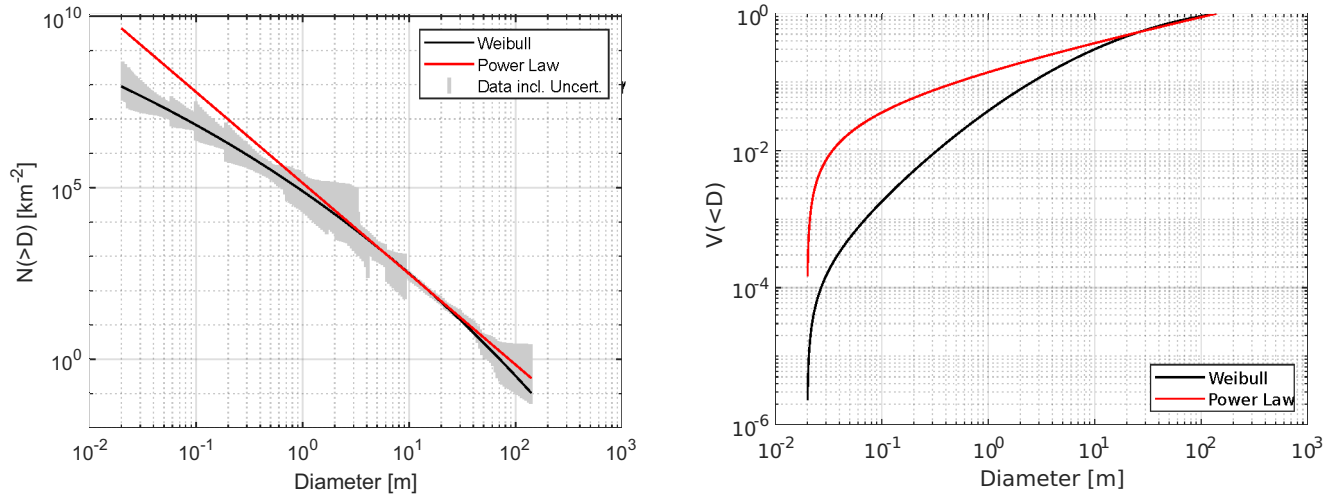 10^10
10^5
10^0
N(>D) [km^-2]
Weibull
Power Law
Data incl. Uncert.
10^-2
10^-1
10^0
10^1
10^2
10^3
Diameter [m]
10^0
10^-2
10^-4
10^-6
V(<D)
Weibull
Power Law
10^-2
10^-1
10^0
10^1
10^2
10^3
Diameter [m]